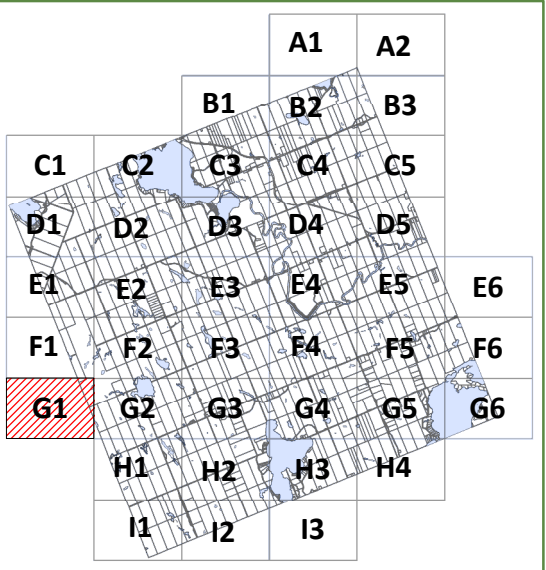 A1 A2
B1 B2 B3
C1 C2 C3 C4 C5
D1 D2 D3 D4 D5
E1 E2 E3 E4 E5 E6
F1 F2 F3 F4 F5 F6
G1 G2 G3 G4 G5 G6
H1 H2 H3 H4
I1 I2 I3